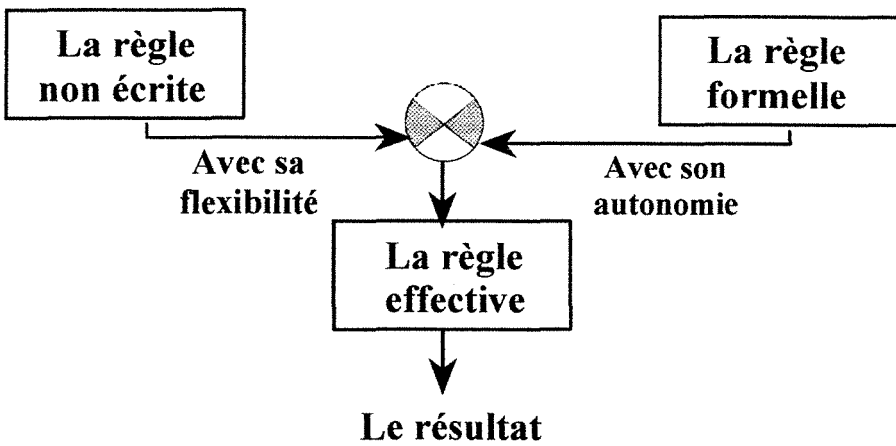 La règle
non écrite
La règle
formelle
Avec sa
flexibilité
Avec son
autonomie
La règle
effective
Le résultat